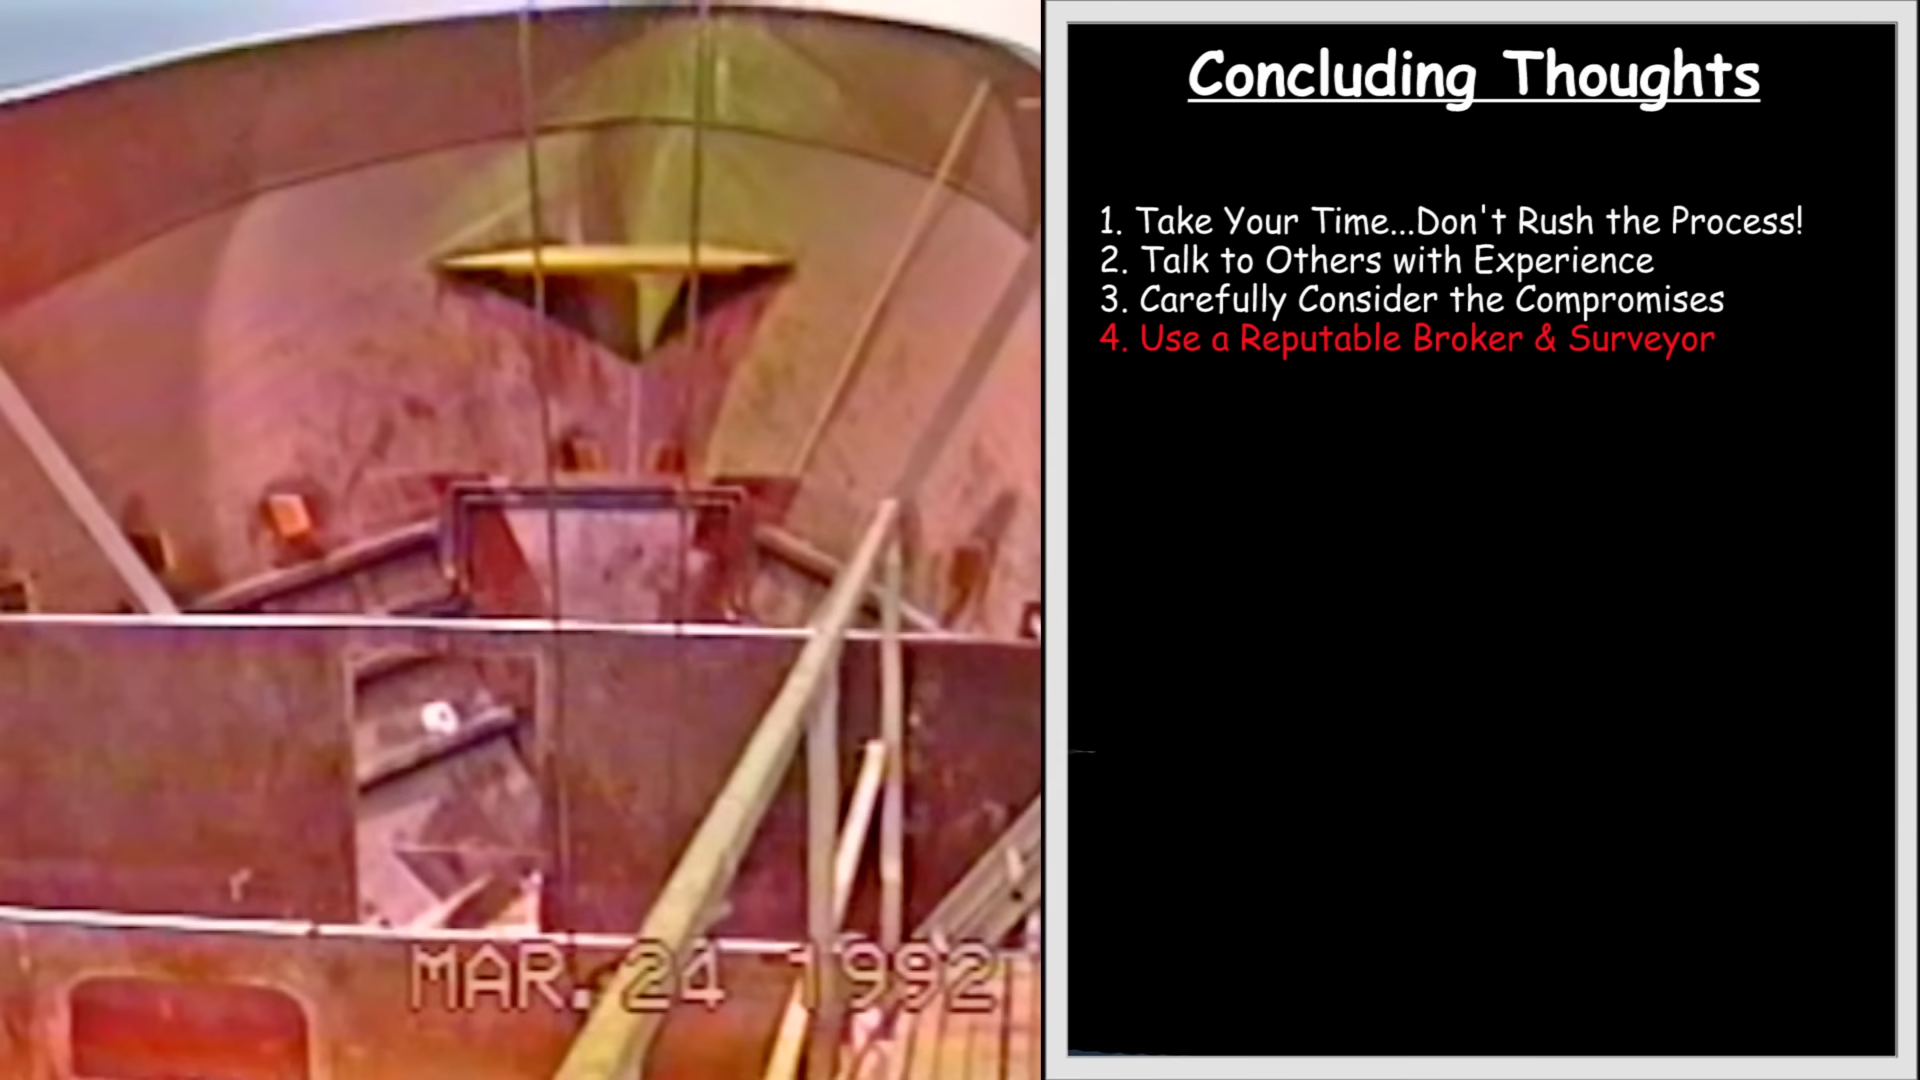 Concluding Thoughts
1. Take Your Time...Don't Rush the Process!
2. Talk to Others with Experience
3. Carefully Consider the Compromises
4. Use a Reputable Broker & Surveyor
MAR. 24 1992